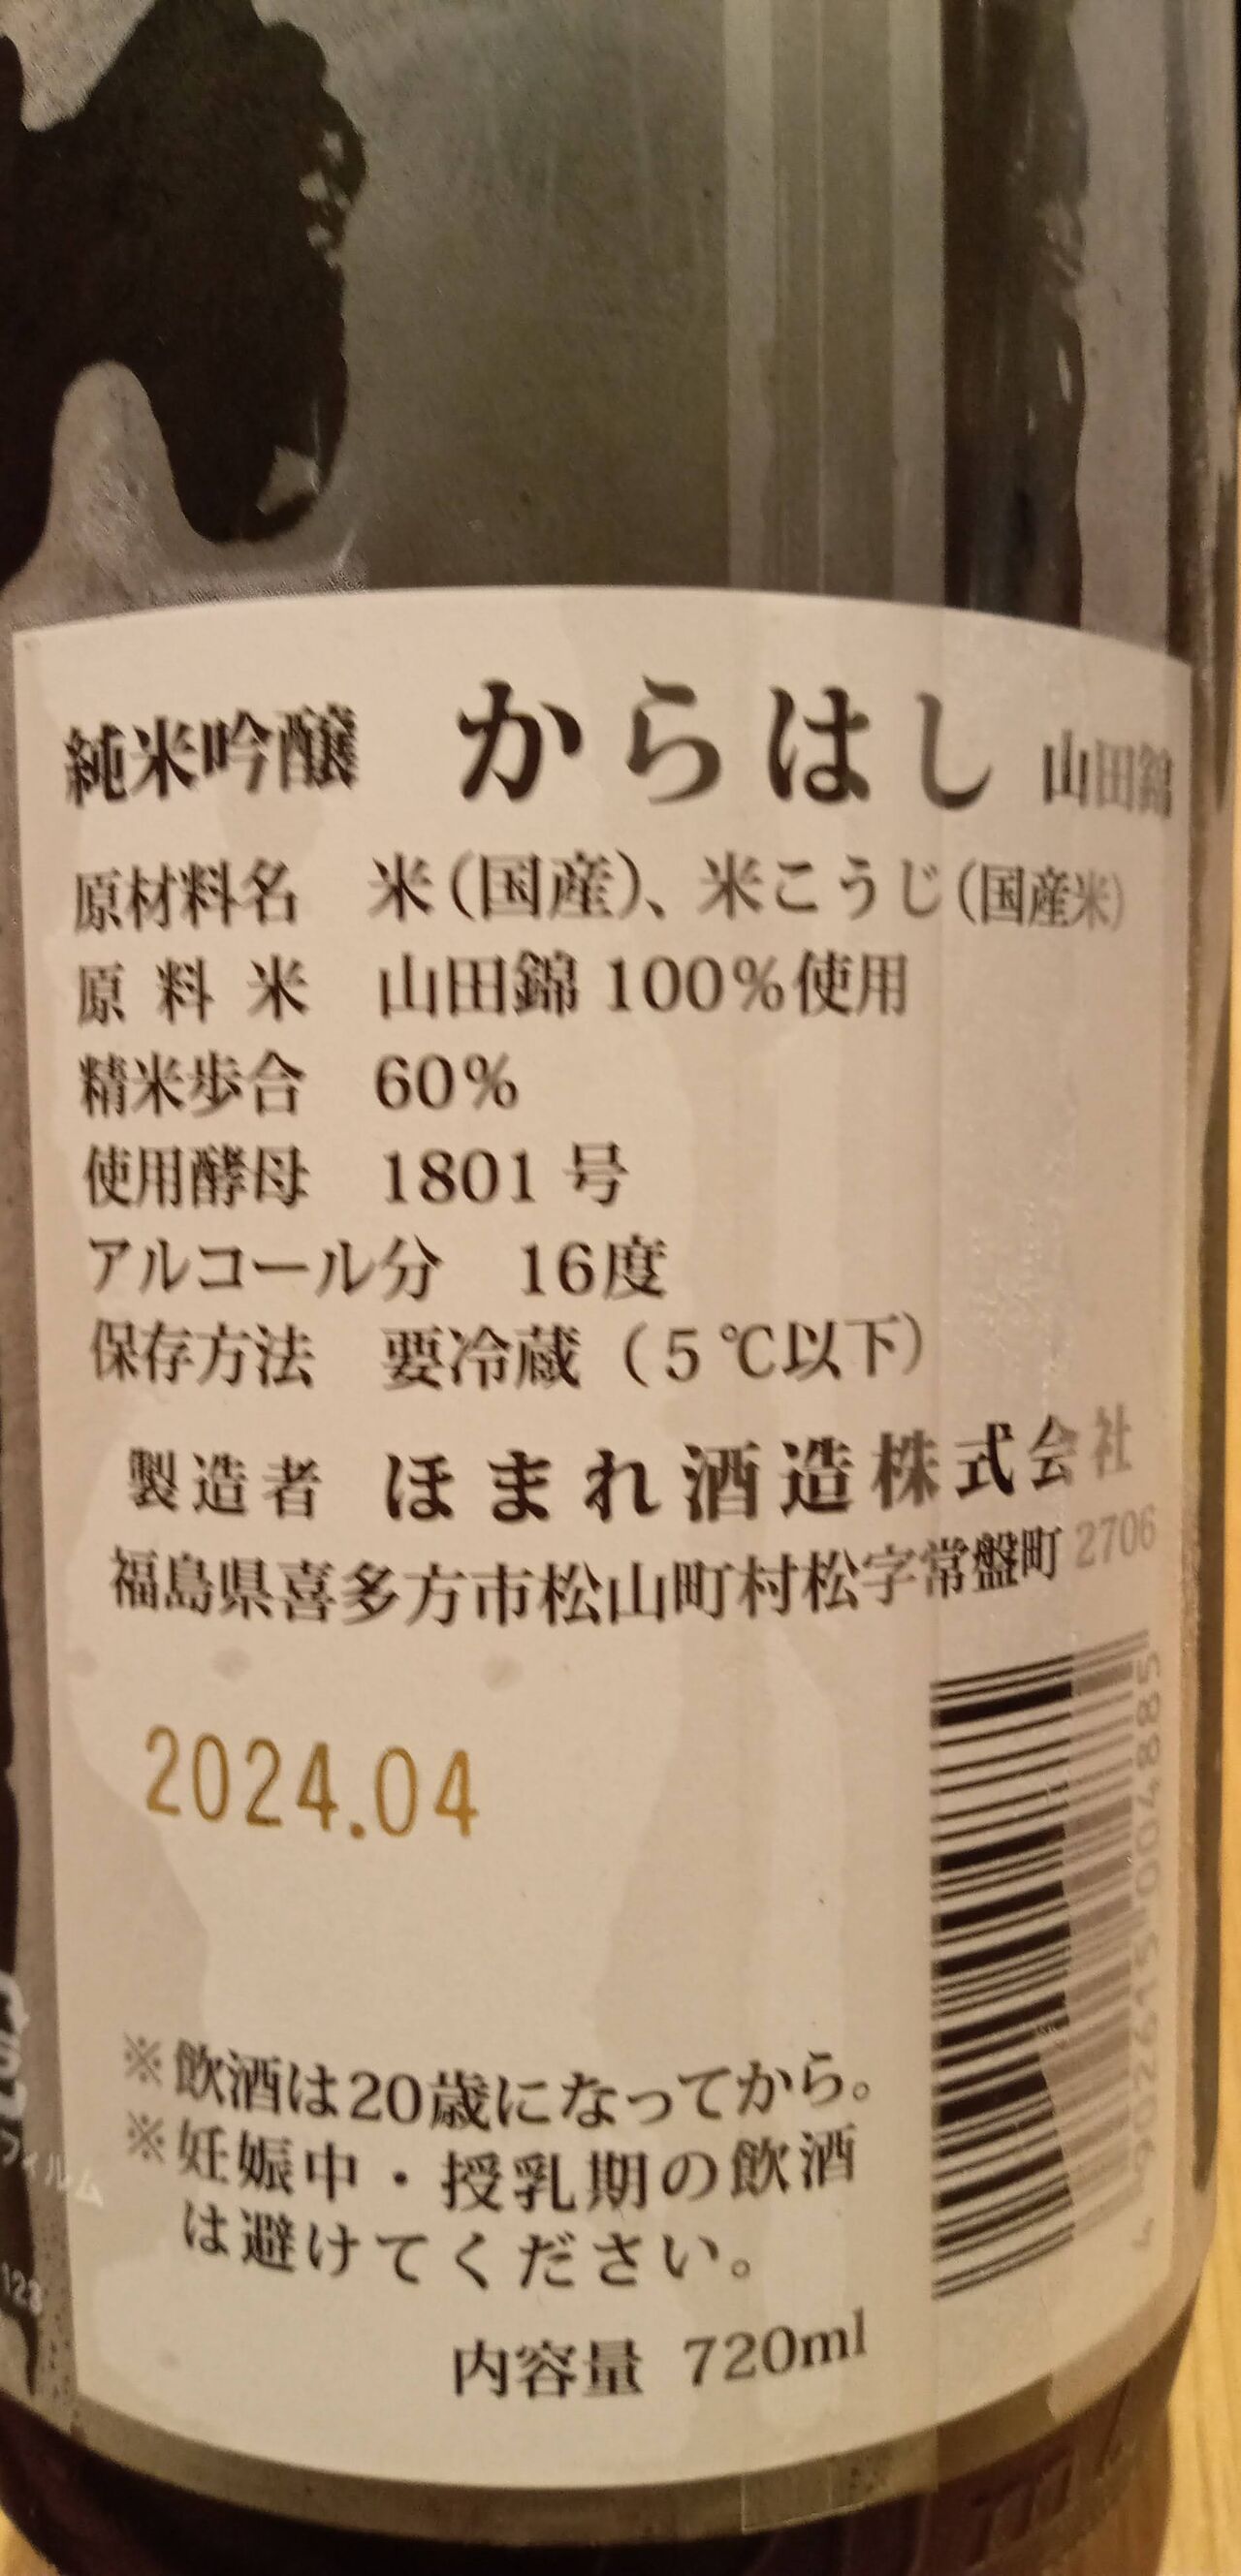 純米吟醸 からはし 山田錦
原材料名 米(国産)、米こうじ(国産米)
原料米 山田錦 100%使用
精米歩合 60%
使用酵母 1801 号
アルコール分 16度
保存方法 要冷蔵(5℃以下)
製造者 ほまれ酒造株式会社
福島県喜多方市松山町村松字常盤町 2706
2024.04
4902615004885
※飲酒は20歳になってから。
※妊娠中・授乳期の飲酒
は避けてください。
内容量 720ml
フィルム